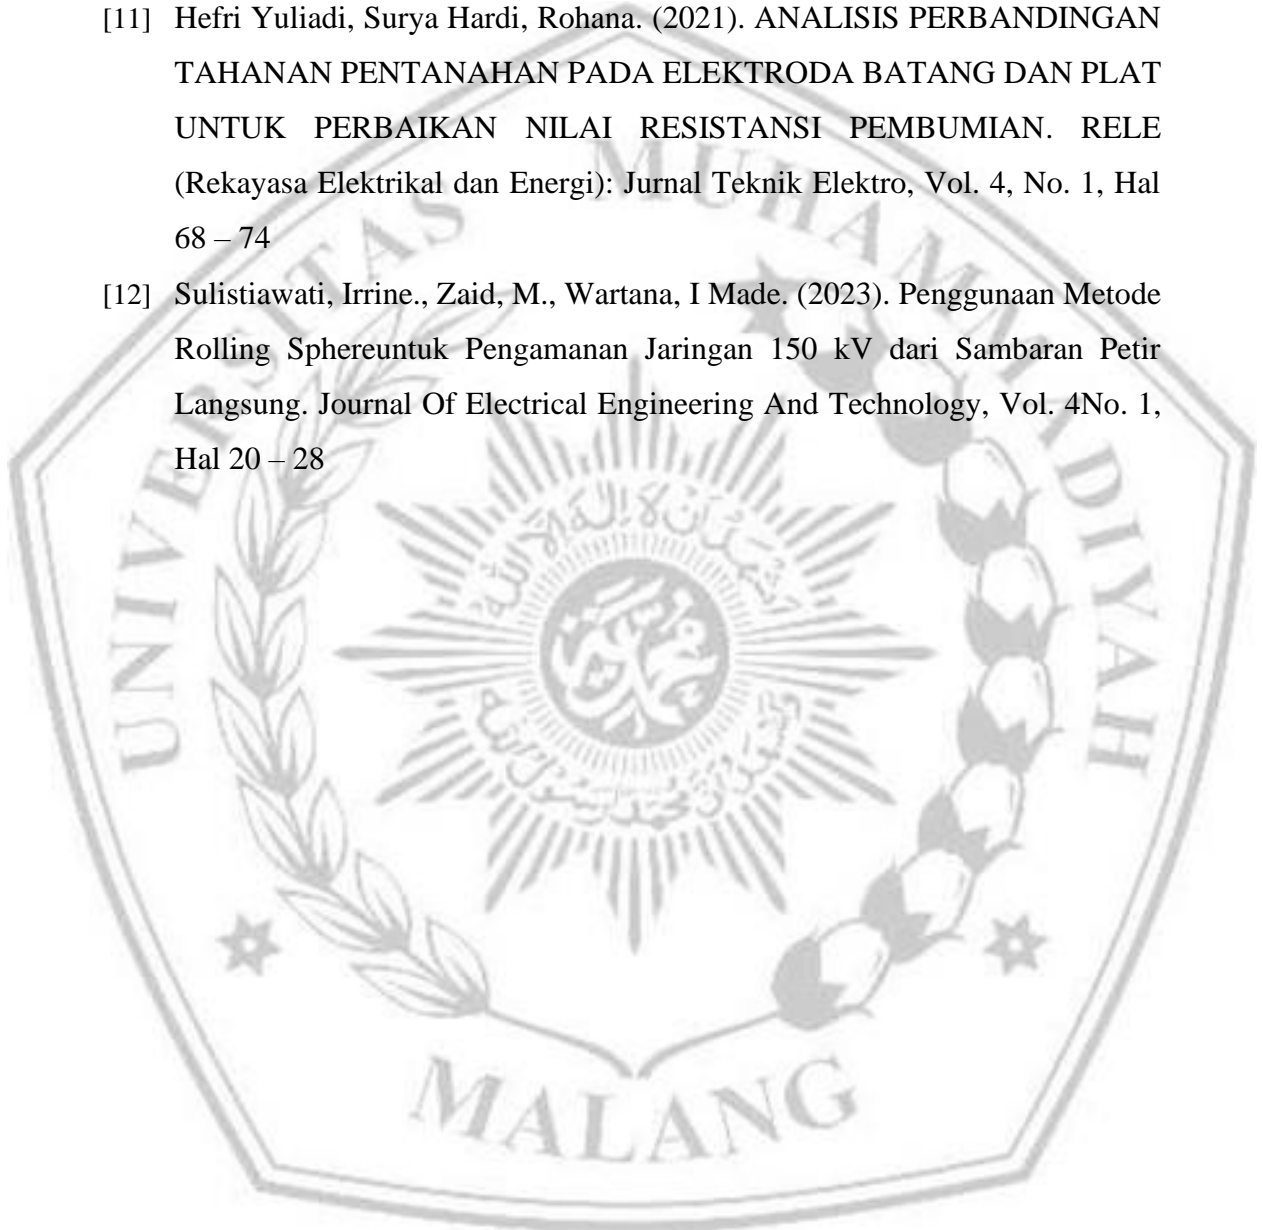 [11] Hefri Yuliadi, Surya Hardi, Rohana. (2021). ANALISIS PERBANDINGAN
TAHANAN PENTANAHAN PADA ELEKTRODA BATANG DAN PLAT
UNTUK PERBAIKAN NILAI RESISTANSI PEMBUMIAN. RELE
(Rekayasa Elektrikal dan Energi): Jurnal Teknik Elektro, Vol. 4, No. 1, Hal
68 – 74
[12] Sulistiawati, Irrine., Zaid, M., Wartana, I Made. (2023). Penggunaan Metode
Rolling Sphereuntuk Pengamanan Jaringan 150 kV dari Sambaran Petir
Langsung. Journal Of Electrical Engineering And Technology, Vol. 4No. 1,
Hal 20 – 28
UNIVERSITAS MUHAMMADIYAH
MALANG